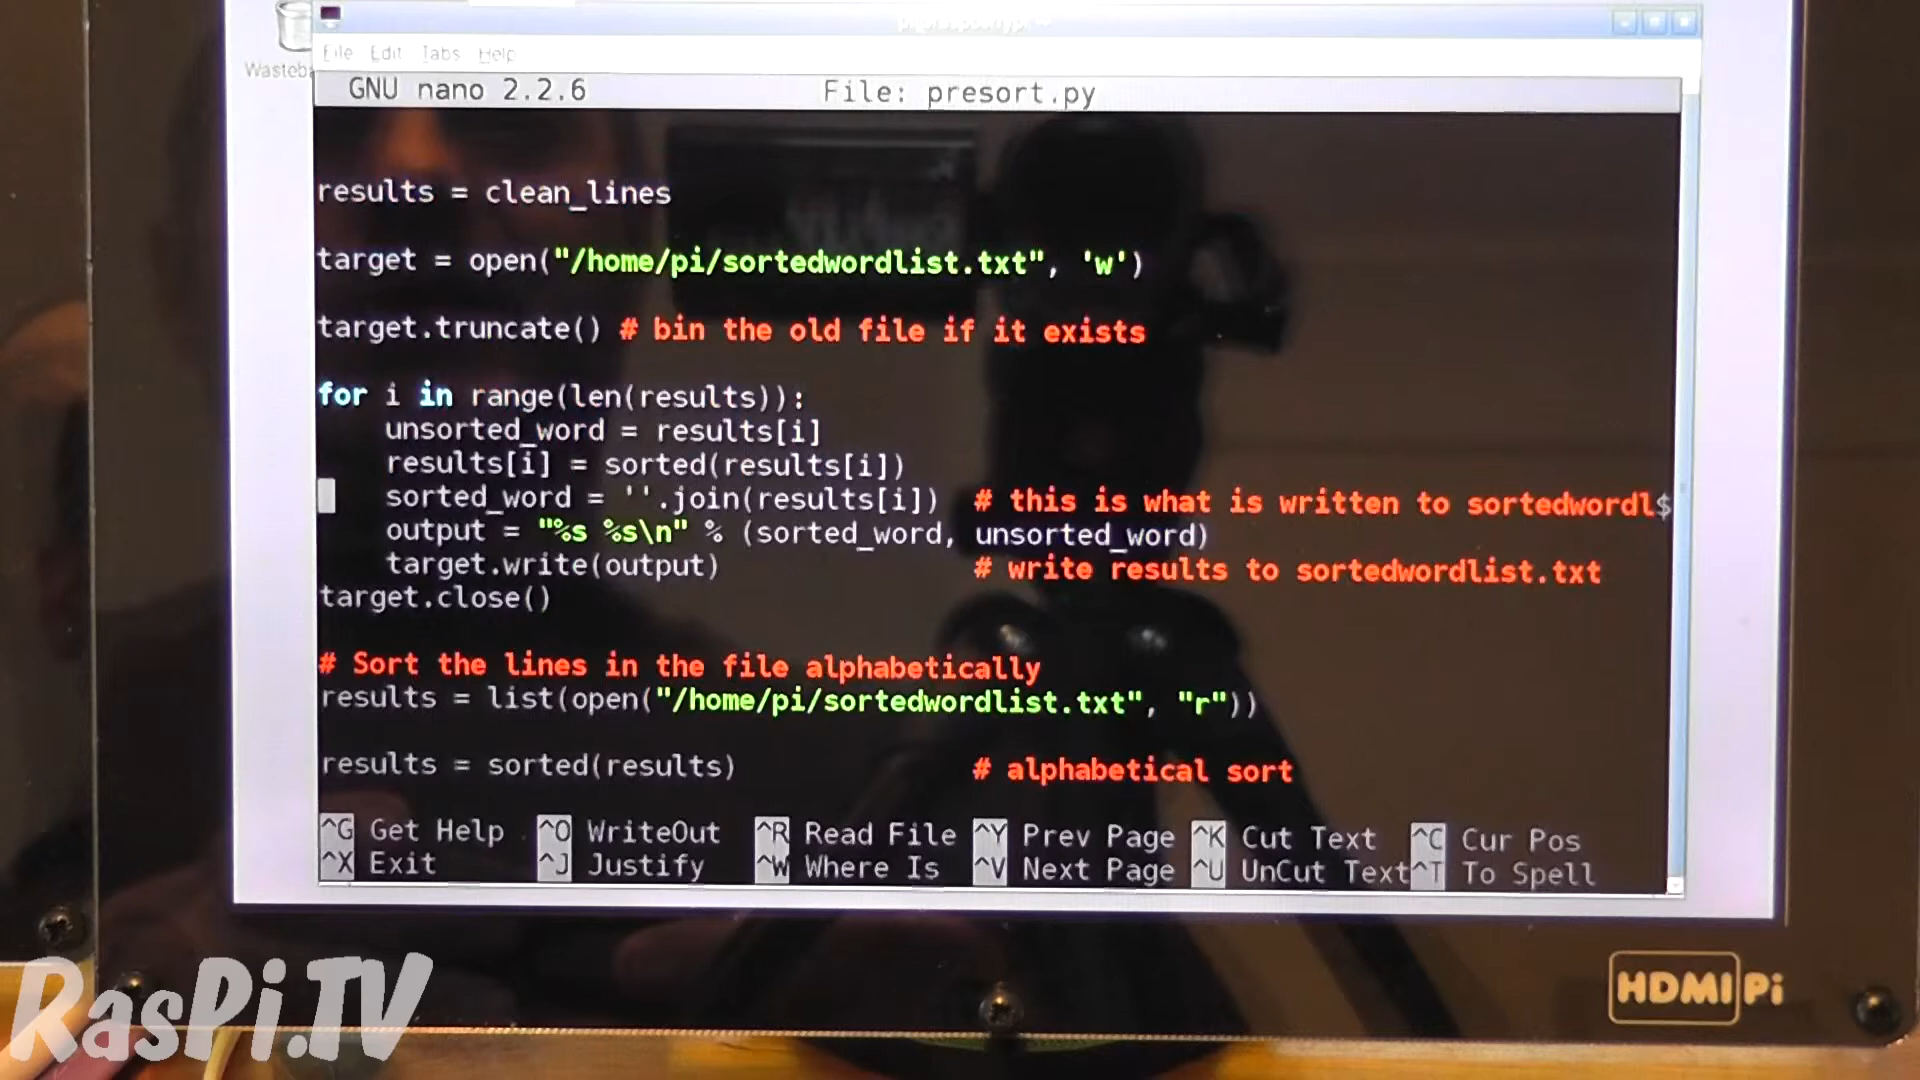 Wasteb
File Edit Tabs Help
GNU nano 2.2.6 File: presort.py
results = clean_lines
target = open("/home/pi/sortedwordlist.txt", 'w')
target.truncate() # bin the old file if it exists
for i in range(len(results)):
    unsorted_word = results[i]
    results[i] = sorted(results[i])
    sorted_word = ''.join(results[i]) # this is what is written to sortedwordl$
    output = "%s %s\n" % (sorted_word, unsorted_word)
    target.write(output) # write results to sortedwordlist.txt
target.close()
# Sort the lines in the file alphabetically
results = list(open("/home/pi/sortedwordlist.txt", "r"))
results = sorted(results) # alphabetical sort
^G Get Help ^O WriteOut ^R Read File ^Y Prev Page ^K Cut Text ^C Cur Pos
^X Exit ^J Justify ^W Where Is ^V Next Page ^U UnCut Text ^T To Spell
RasPi.TV
HDMIPi